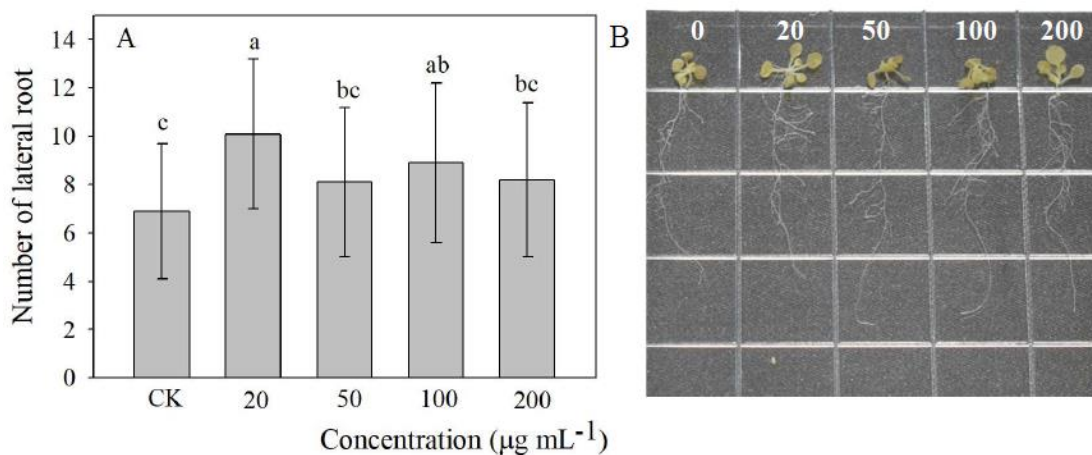 A
Number of lateral root
14
12
10
8
6
4
2
0
c
a
bc
ab
bc
CK 20 50 100 200
Concentration (µg mL⁻¹)
B
0 20 50 100 200